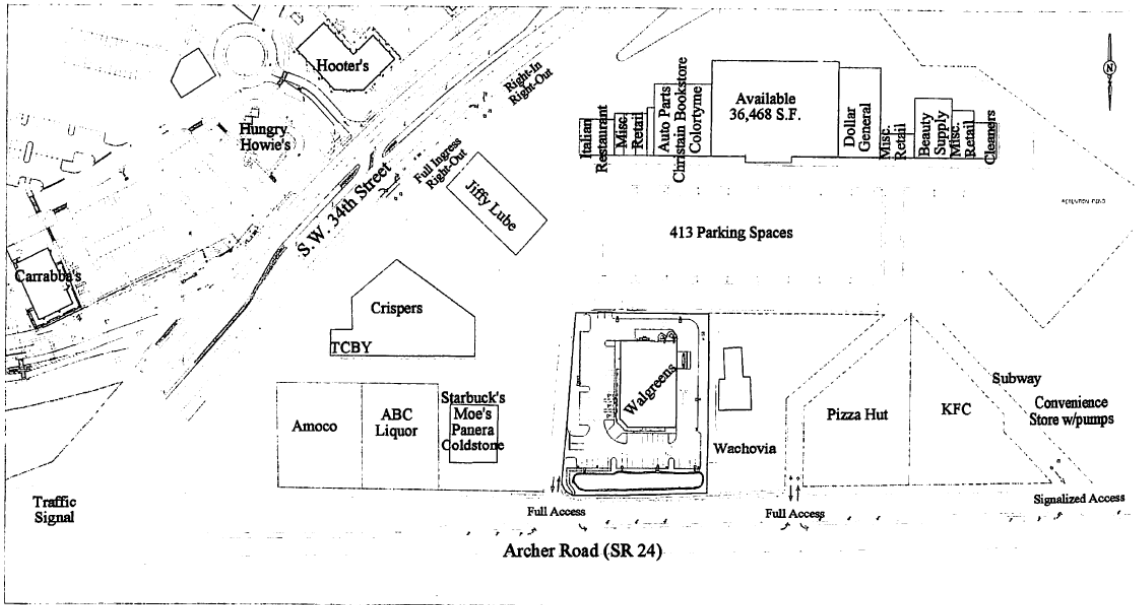 Hooter's
Right-In
Right-Out
N
Hungry
Howie's
Full Ingress
Right-Out
S.W. 34th Street
Jiffy Lube
Carrabba's
Italian
Restaurant
Misc.
Retail
Auto Parts
Christian Bookstore
Colortyme
Available
36,468 S.F.
Dollar
General
Misc.
Retail
Beauty
Supply
Misc.
Retail
Cleaners
RETENTION POND
413 Parking Spaces
Crispers
TCBY
Amoco
ABC
Liquor
Starbuck's
Moe's
Panera
Coldstone
Walgreens
Wachovia
Pizza Hut
KFC
Subway
Convenience
Store w/pumps
Traffic
Signal
Full Access
Full Access
Signalized Access
Archer Road (SR 24)